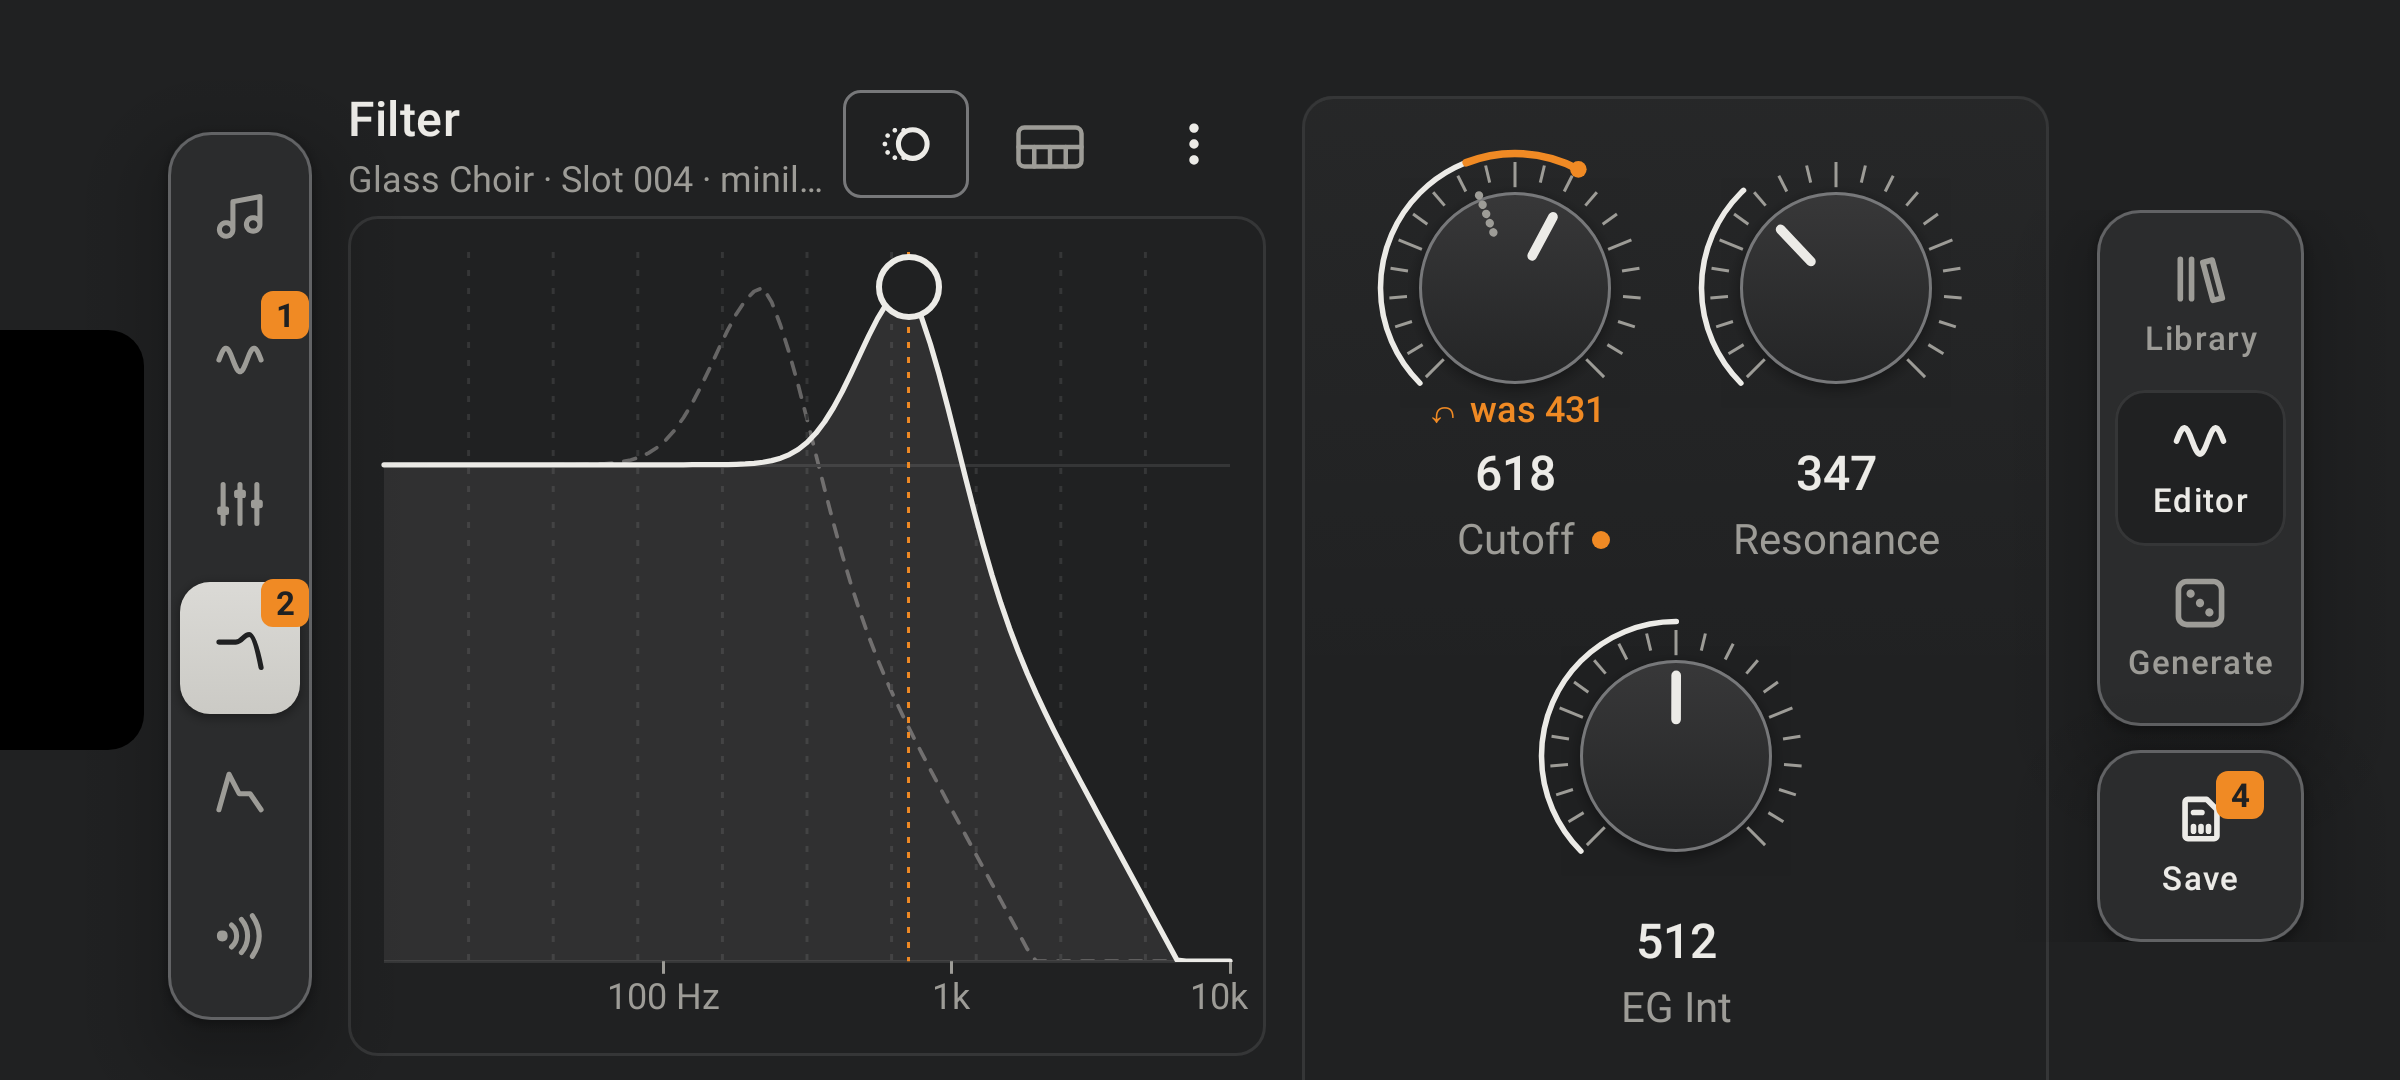 Filter
Glass Choir · Slot 004 · minil...
1
2
100 Hz
1k
10k
was 431
618
Cutoff
347
Resonance
512
EG Int
Library
Editor
Generate
4
Save